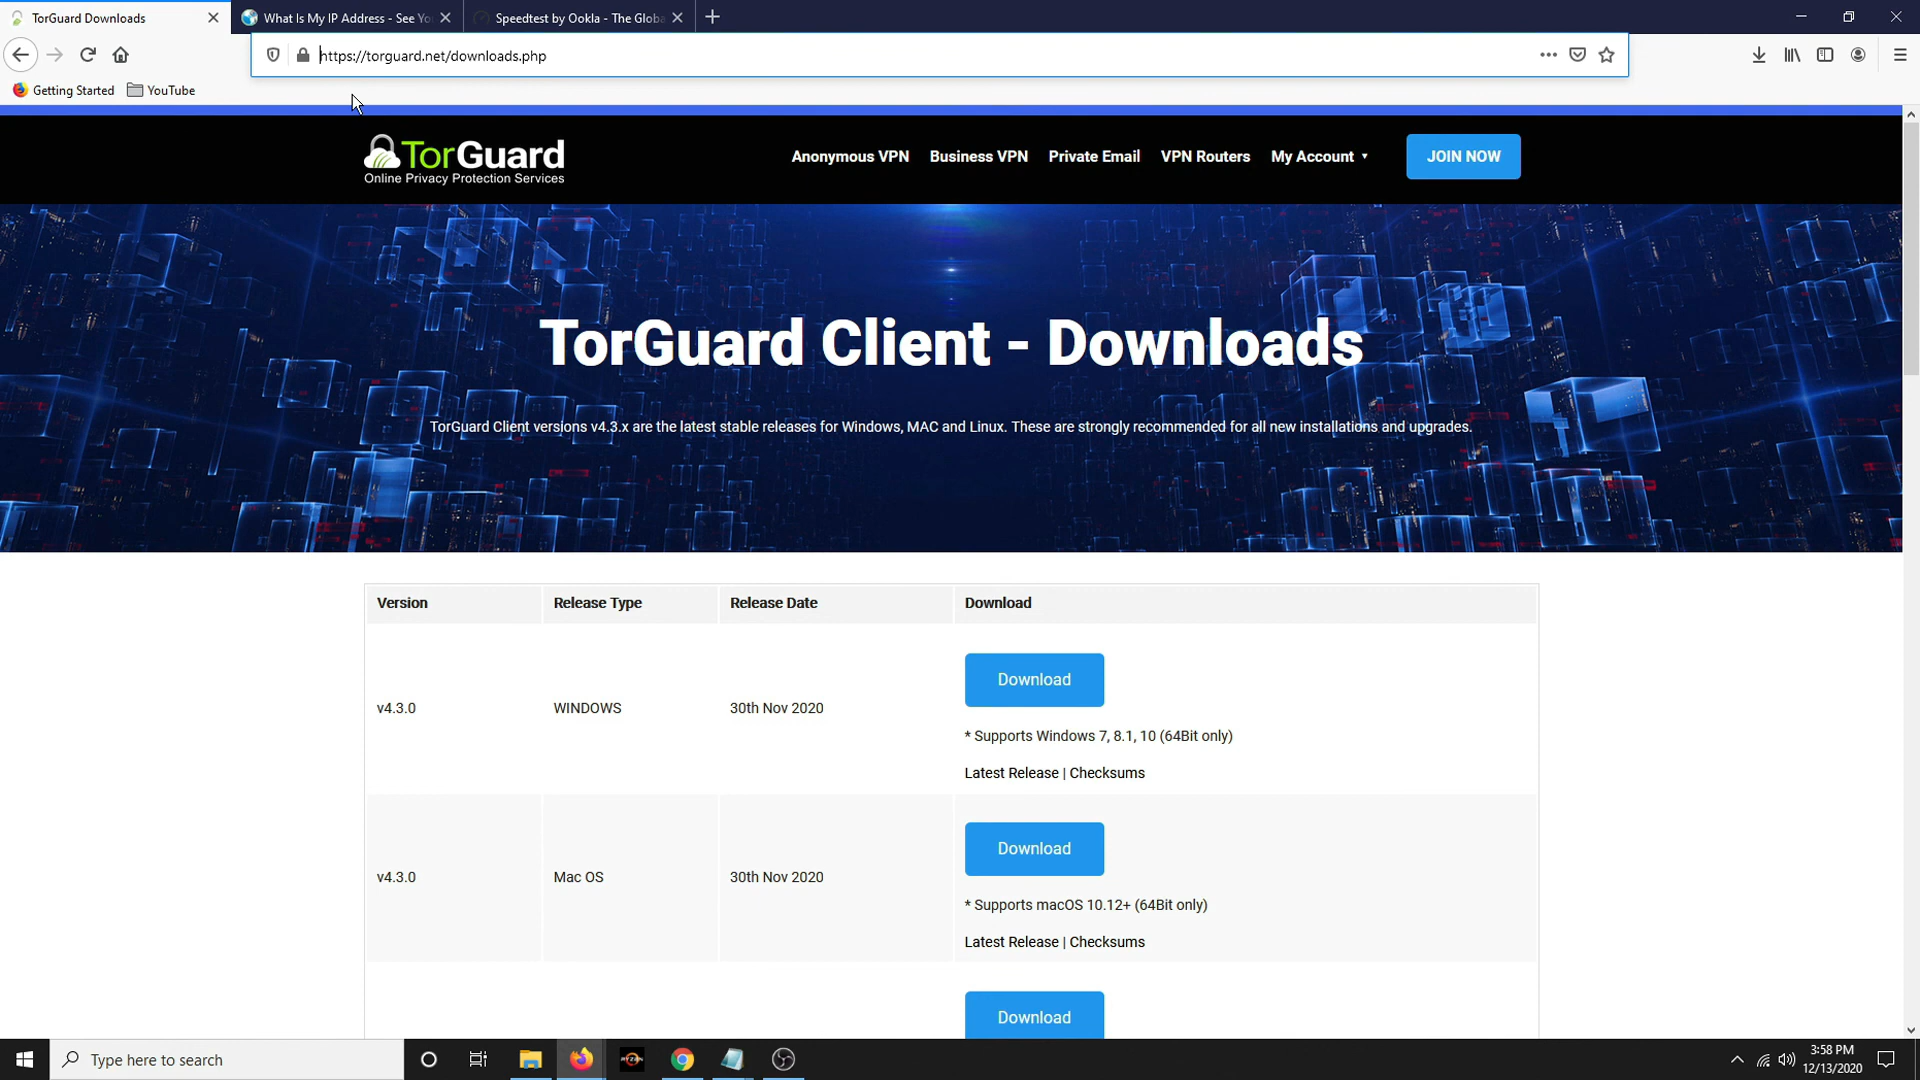 TorGuard Downloads
What Is My IP Address - See Yo
Speedtest by Ookla - The Globa
https://torguard.net/downloads.php
Getting Started
YouTube
TorGuard
Online Privacy Protection Services
Anonymous VPN
Business VPN
Private Email
VPN Routers
My Account
JOIN NOW
TorGuard Client - Downloads
TorGuard Client versions v4.3.x are the latest stable releases for Windows, MAC and Linux. These are strongly recommended for all new installations and upgrades.
Version Release Type Release Date Download
v4.3.0 WINDOWS 30th Nov 2020
Download
* Supports Windows 7, 8.1, 10 (64Bit only)
Latest Release | Checksums
v4.3.0 Mac OS 30th Nov 2020
Download
* Supports macOS 10.12+ (64Bit only)
Latest Release | Checksums
Download
Type here to search
RYZEN
3:58 PM
12/13/2020